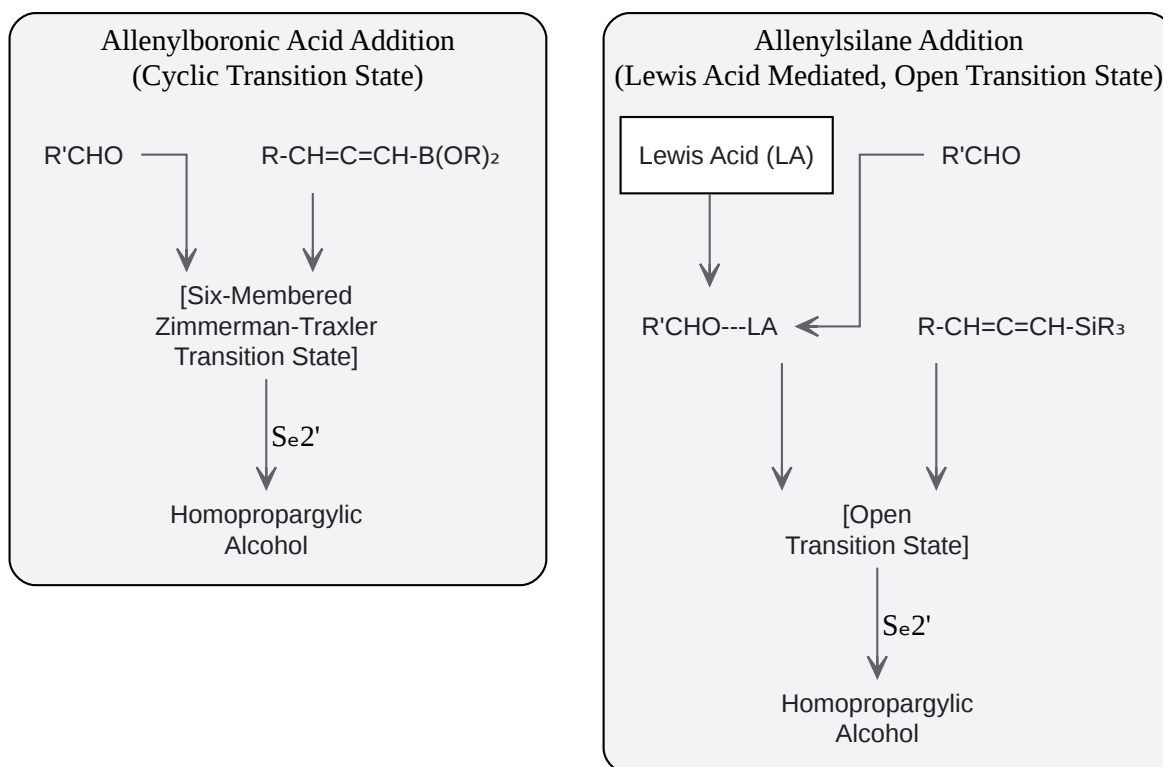 Allenylboronic Acid Addition
(Cyclic Transition State)
R'CHO
R-CH=C=CH-B(OR)₂
[Six-Membered
Zimmerman-Traxler
Transition State]
Sₑ2'
Homopropargylic
Alcohol
Allenylsilane Addition
(Lewis Acid Mediated, Open Transition State)
Lewis Acid (LA)
R'CHO
R'CHO---LA
R-CH=C=CH-SiR₃
[Open
Transition State]
Sₑ2'
Homopropargylic
Alcohol